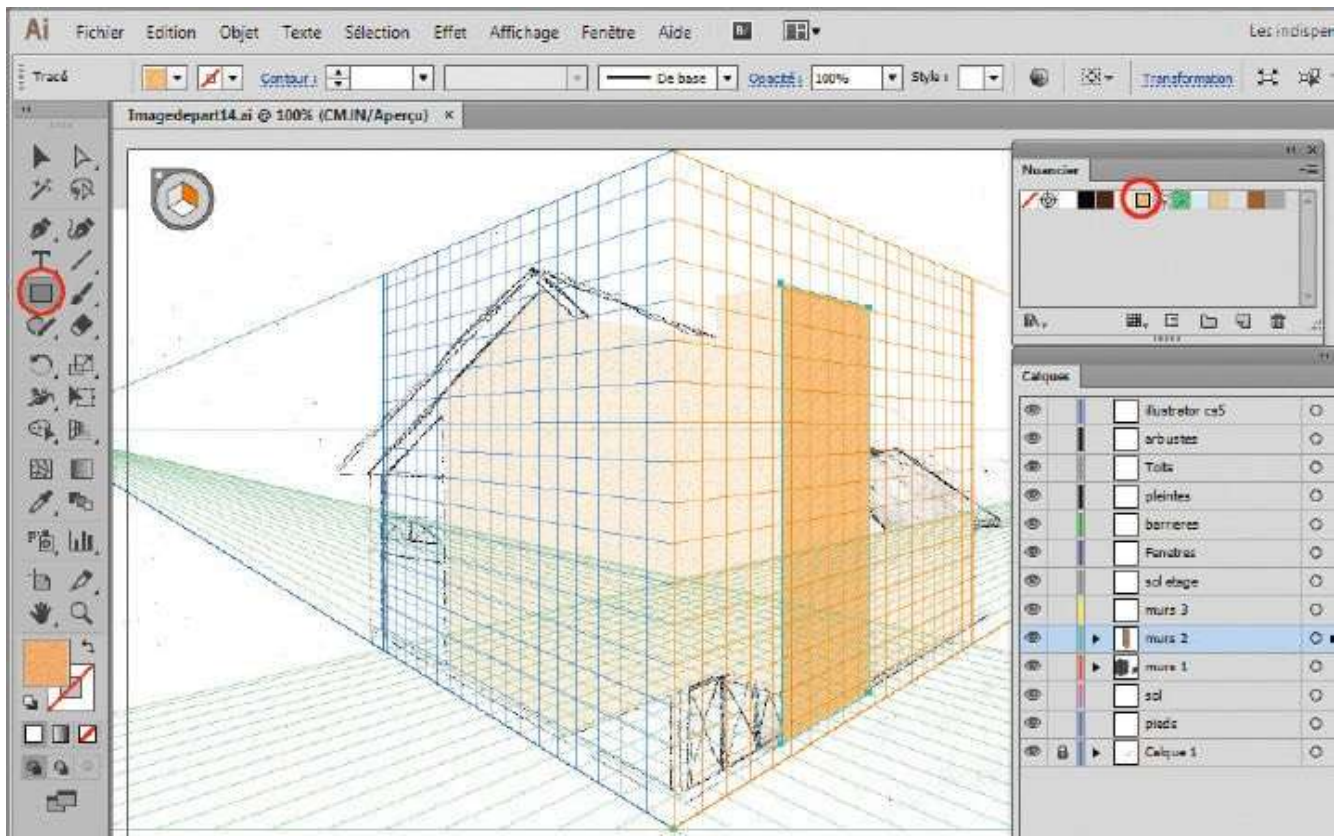 Ai Fichier Edition Objet Texte Sélection Effet Affichage Fenêtre Aide Br Les indispen
Tracé Contour : De base Opacité : 100% Style : Transformation
Imagedepart14.ai @ 100% (CMJN/Aperçu) ×
Nuancier
Calques
illustrator cs5
arbustes
Toits
pleintes
barrieres
Fenetres
sol etage
murs 3
murs 2
murs 1
sol
pieds
Calque 1